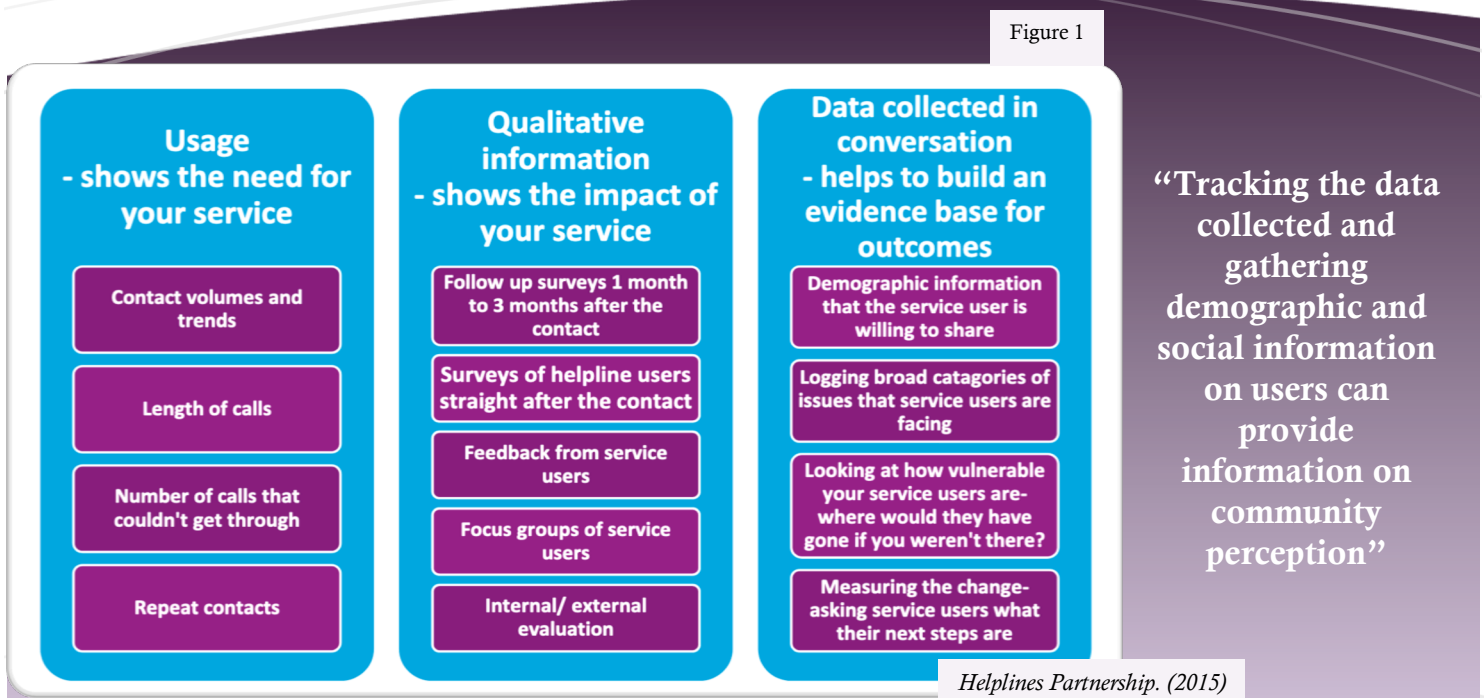 Figure 1
Usage
- shows the need for
your service
Contact volumes and
trends
Length of calls
Number of calls that
couldn't get through
Repeat contacts
Qualitative
information
- shows the impact of
your service
Follow up surveys 1 month
to 3 months after the
contact
Surveys of helpline users
straight after the contact
Feedback from service
users
Focus groups of service
users
Internal/ external
evaluation
Data collected in
conversation
- helps to build an
evidence base for
outcomes
Demographic information
that the service user is
willing to share
Logging broad catagories of
issues that service users are
facing
Looking at how vulnerable
your service users are-
where would they have
gone if you weren't there?
Measuring the change-
asking service users what
their next steps are
“Tracking the data
collected and
gathering
demographic and
social information
on users can
provide
information on
community
perception”
Helplines Partnership. (2015)